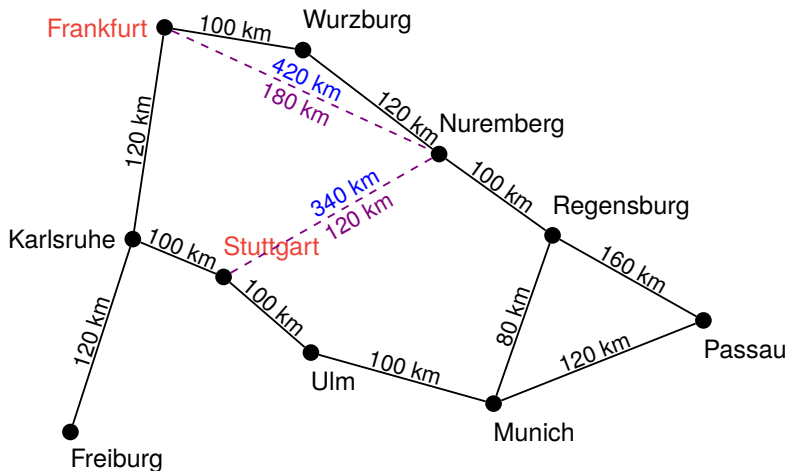 Wurzburg
Frankfurt
100 km
420 km
180 km
120 km
Nuremberg
120 km
100 km
340 km
120 km
Regensburg
Karlsruhe
100 km
Stuttgart
160 km
100 km
120 km
80 km
100 km
120 km
Passau
Ulm
Munich
Freiburg